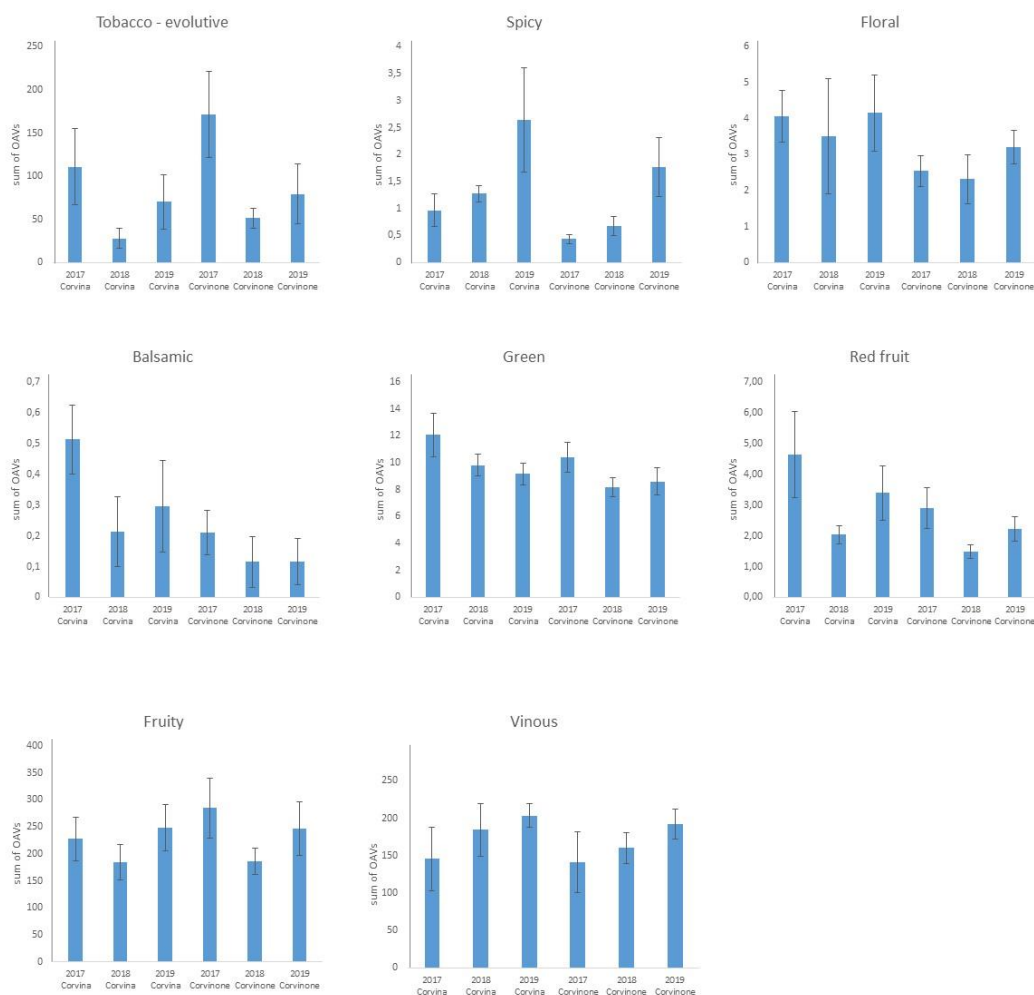 Tobacco - evolutive
sum of OAVs
250
200
150
100
50
0
2017 2018 2019 2017 2018 2019
Corvina Corvina Corvina Corvinone Corvinone Corvinone
Spicy
sum of OAVs
4
3,5
3
2,5
2
1,5
1
0,5
0
2017 2018 2019 2017 2018 2019
Corvina Corvina Corvina Corvinone Corvinone Corvinone
Floral
sum of OAVs
6
5
4
3
2
1
0
2017 2018 2019 2017 2018 2019
Corvina Corvina Corvina Corvinone Corvinone Corvinone
Balsamic
sum of OAVs
0,7
0,6
0,5
0,4
0,3
0,2
0,1
0
2017 2018 2019 2017 2018 2019
Corvina Corvina Corvina Corvinone Corvinone Corvinone
Green
sum of OAVs
16
14
12
10
8
6
4
2
0
2017 2018 2019 2017 2018 2019
Corvina Corvina Corvina Corvinone Corvinone Corvinone
Red fruit
sum of OAVs
7,00
6,00
5,00
4,00
3,00
2,00
1,00
0,00
2017 2018 2019 2017 2018 2019
Corvina Corvina Corvina Corvinone Corvinone Corvinone
Fruity
sum of OAVs
400
350
300
250
200
150
100
50
0
2017 2018 2019 2017 2018 2019
Corvina Corvina Corvina Corvinone Corvinone Corvinone
Vinous
sum of OAVs
250
200
150
100
50
0
2017 2018 2019 2017 2018 2019
Corvina Corvina Corvina Corvinone Corvinone Corvinone